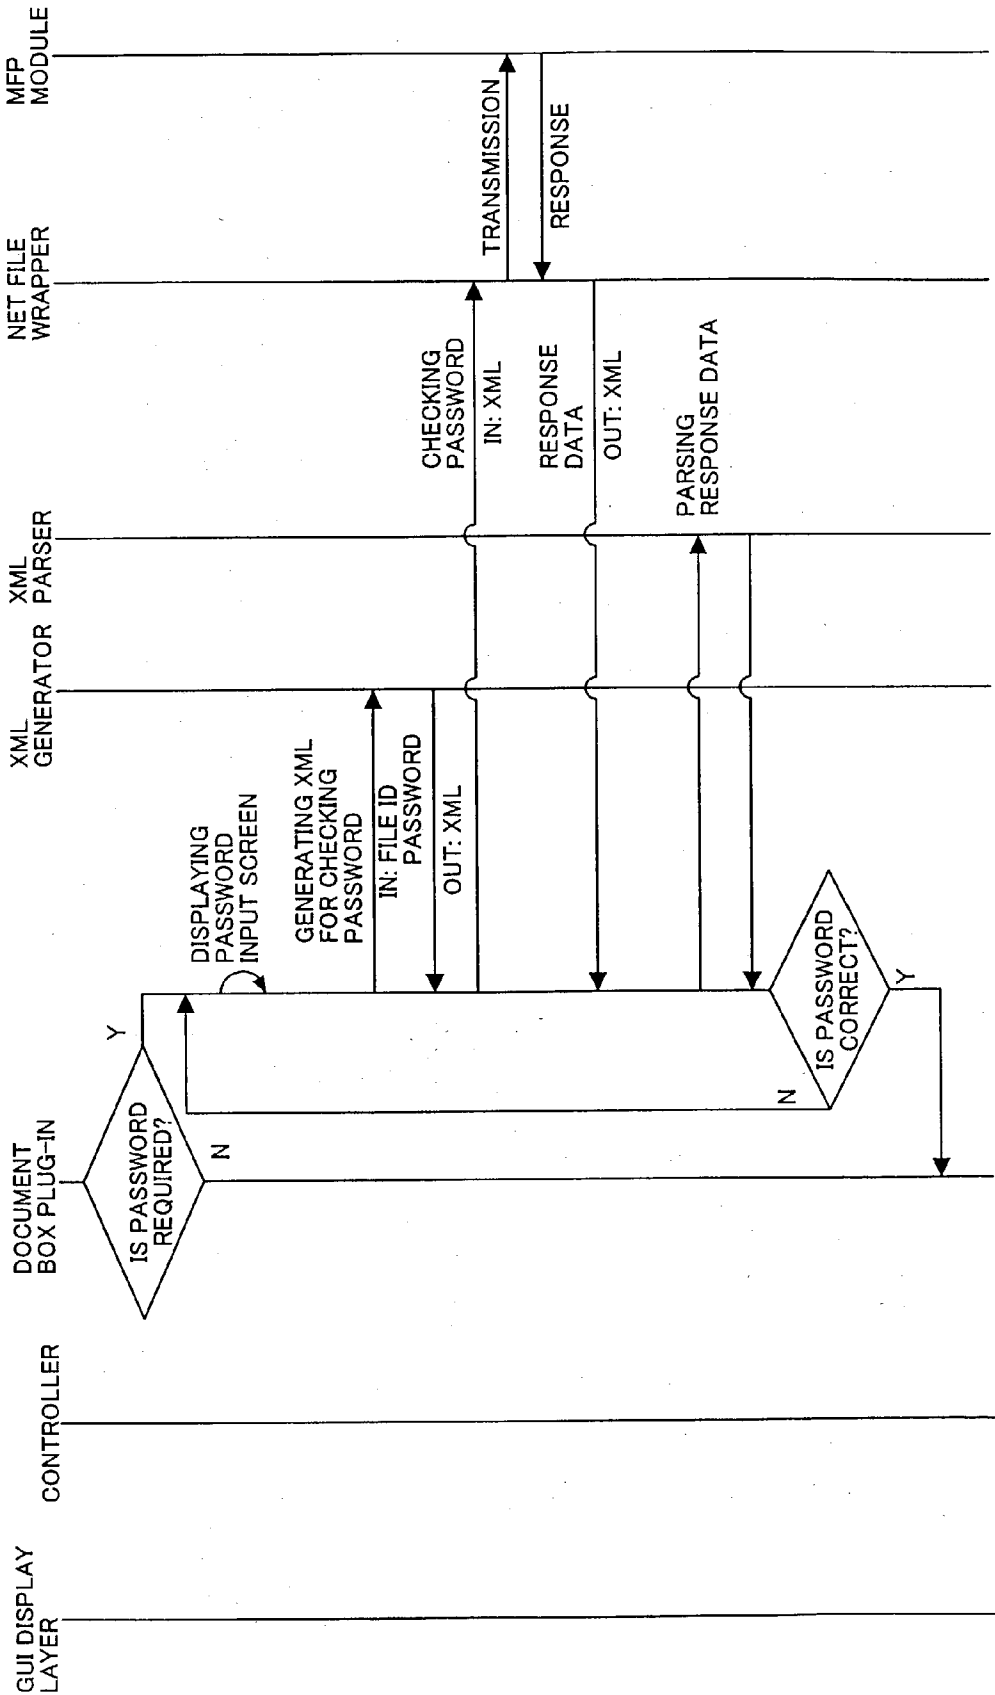 GUI DISPLAY
LAYER
CONTROLLER
DOCUMENT
BOX PLUG-IN
XML
GENERATOR
XML
PARSER
NET FILE
WRAPPER
MFP
MODULE
IS PASSWORD
REQUIRED?
Y
N
DISPLAYING
PASSWORD
INPUT SCREEN
GENERATING XML
FOR CHECKING
PASSWORD
IN: FILE ID
PASSWORD
OUT: XML
CHECKING
PASSWORD
IN: XML
TRANSMISSION
RESPONSE
RESPONSE
DATA
OUT: XML
PARSING
RESPONSE DATA
IS PASSWORD
CORRECT?
N
Y